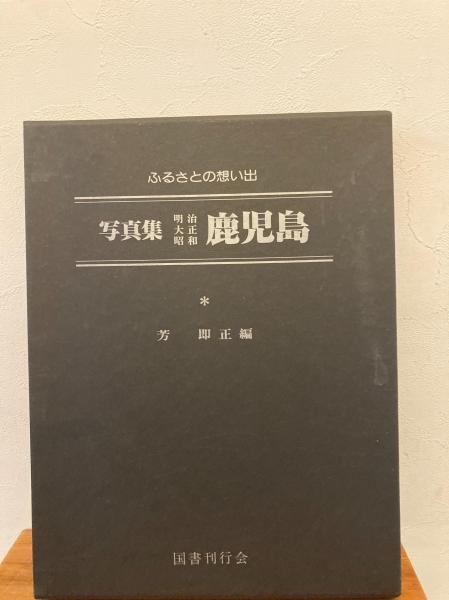 ふるさとの想い出
写真集 明治大正昭和 鹿児島
*
芳 即正編
国書刊行会